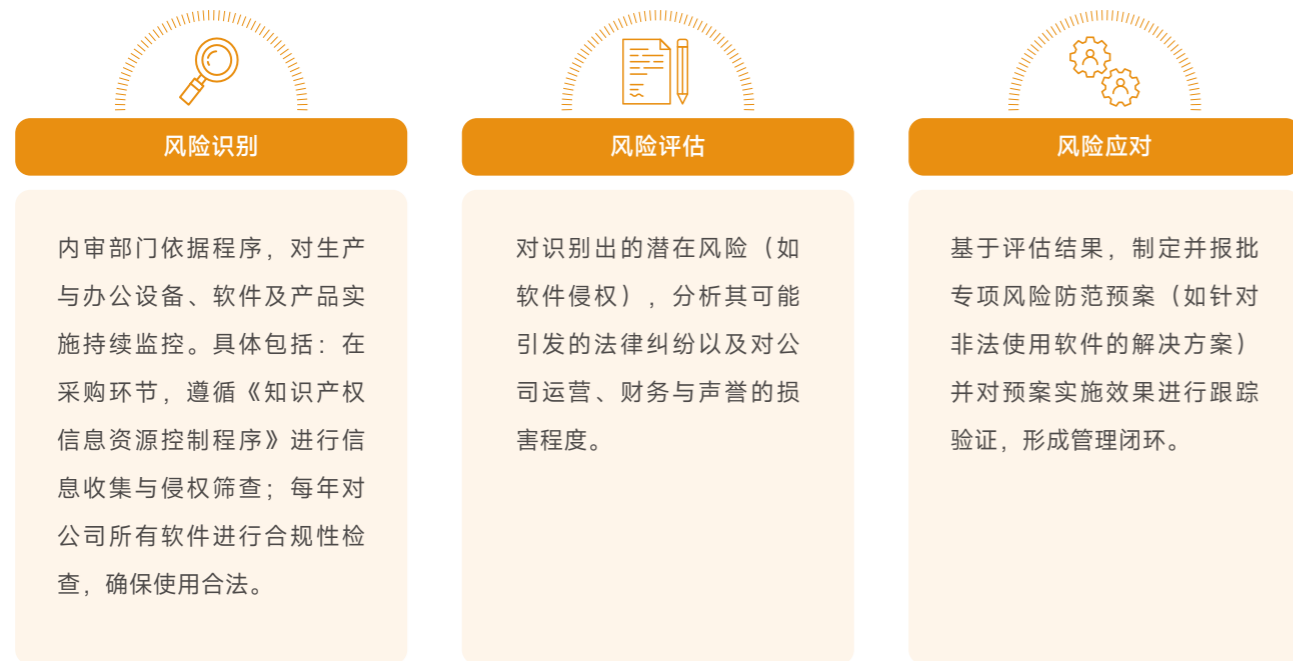 风险识别
内审部门依据程序，对生产
与办公设备、软件及产品实
施持续监控。具体包括：在
采购环节，遵循《知识产权
信息资源控制程序》进行信
息收集与侵权筛查；每年对
公司所有软件进行合规性检
查，确保使用合法。
风险评估
对识别出的潜在风险（如
软件侵权），分析其可能
引发的法律纠纷以及对公
司运营、财务与声誉的损
害程度。
风险应对
基于评估结果，制定并报批
专项风险防范预案（如针对
非法使用软件的解决方案）
并对预案实施效果进行跟踪
验证，形成管理闭环。